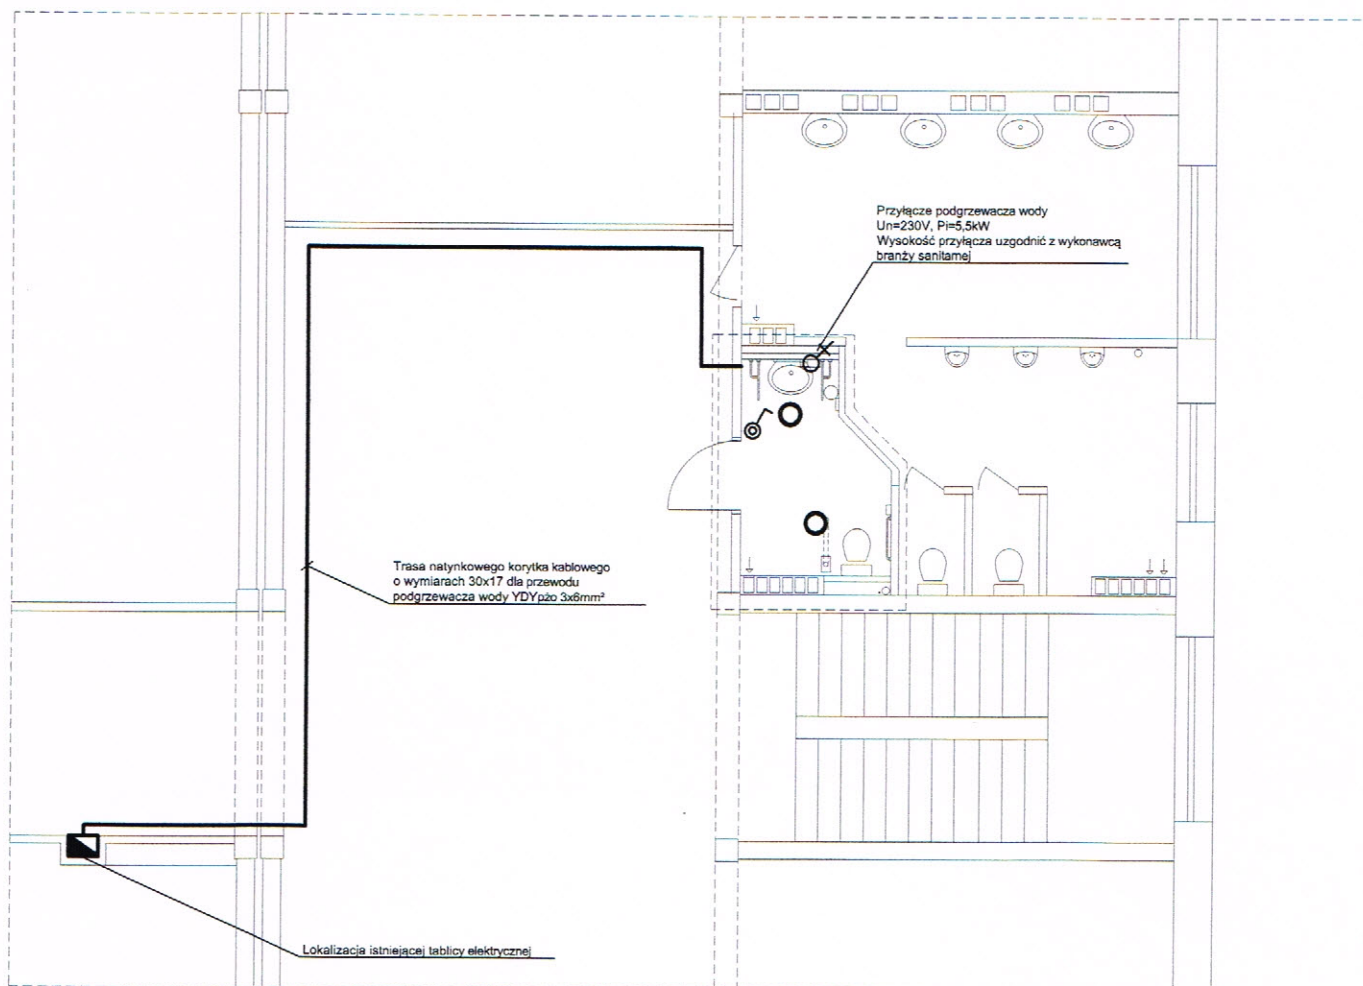 Przyłącze podgrzewacza wody
Un=230V, Pi=5,5kW
Wysokość przyłącza uzgodnić z wykonawcą
branży sanitarnej
Trasa natynkowego korytka kablowego
o wymiarach 30x17 dla przewodu
podgrzewacza wody YDYpżo 3x6mm²
Lokalizacja istniejącej tablicy elektrycznej